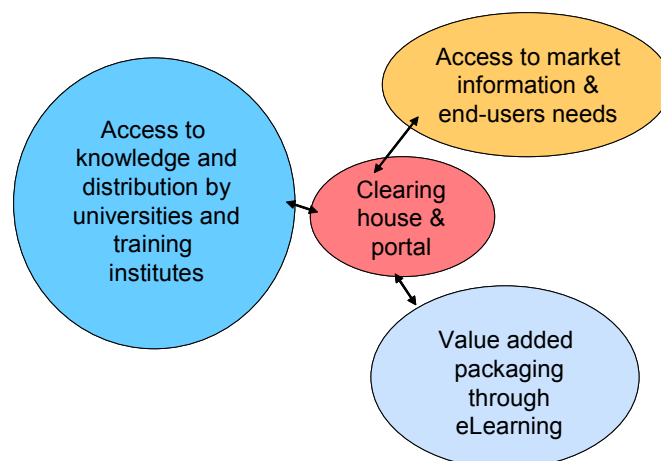 Access to
knowledge and
distribution by
universities and
training
institutes
Access to market
information &
end-users needs
Clearing
house &
portal
Value added
packaging
through
eLearning